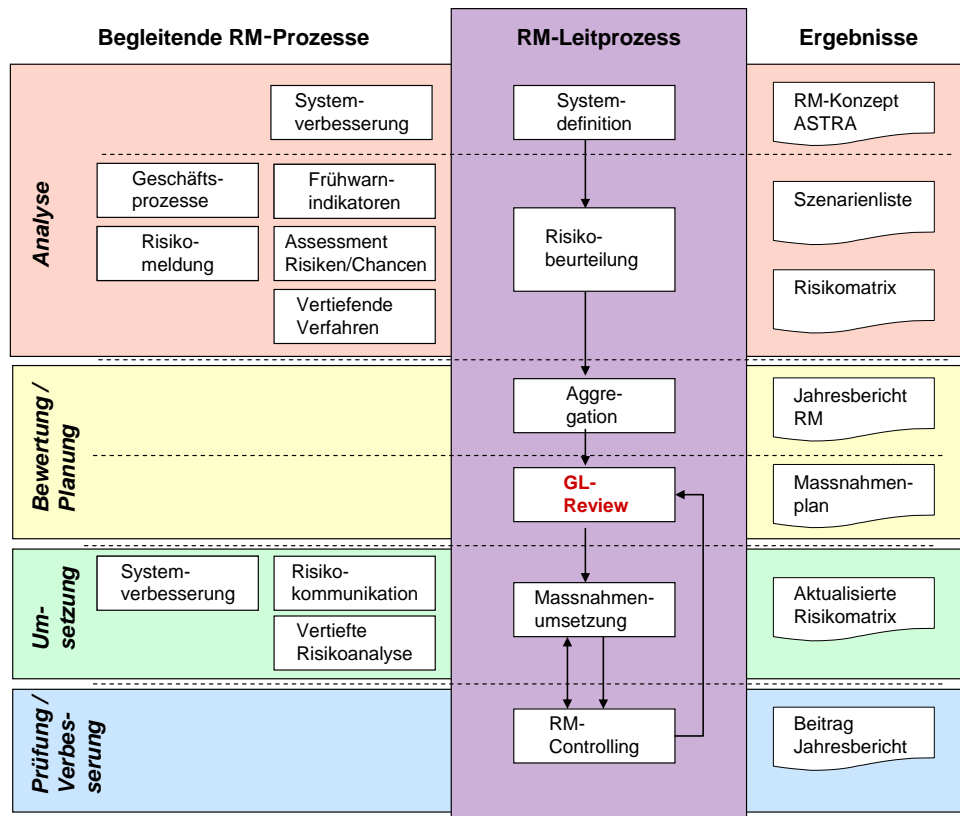 Begleitende RM-Prozesse
RM-Leitprozess
Ergebnisse
Analyse
System-
verbesserung
System-
definition
RM-Konzept
ASTRA
Geschäfts-
prozesse
Frühwarn-
indikatoren
Szenarienliste
Risiko-
meldung
Assessment
Risiken/Chancen
Risiko-
beurteilung
Vertiefende
Verfahren
Risikomatrix
Bewertung /
Planung
Aggre-
gation
Jahresbericht
RM
GL-
Review
Massnahmen-
plan
Um-
setzung
System-
verbesserung
Risiko-
kommunikation
Vertiefte
Risikoanalyse
Massnahmen-
umsetzung
Aktualisierte
Risikomatrix
Prüfung /
Verbes-
serung
RM-
Controlling
Beitrag
Jahresbericht